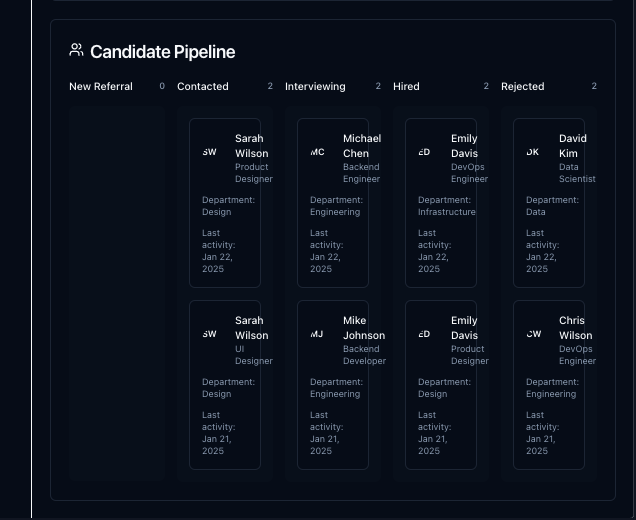 Candidate Pipeline
New Referral 0
Contacted 2
Interviewing 2
Hired 2
Rejected 2
SW
Sarah
Wilson
Product
Designer
Department:
Design
Last
activity:
Jan 22,
2025
SW
Sarah
Wilson
UI
Designer
Department:
Design
Last
activity:
Jan 21,
2025
MC
Michael
Chen
Backend
Engineer
Department:
Engineering
Last
activity:
Jan 22,
2025
MJ
Mike
Johnson
Backend
Developer
Department:
Engineering
Last
activity:
Jan 21,
2025
ED
Emily
Davis
DevOps
Engineer
Department:
Infrastructure
Last
activity:
Jan 22,
2025
ED
Emily
Davis
Product
Designer
Department:
Design
Last
activity:
Jan 21,
2025
DK
David
Kim
Data
Scientist
Department:
Data
Last
activity:
Jan 22,
2025
CW
Chris
Wilson
DevOps
Engineer
Department:
Engineering
Last
activity:
Jan 21,
2025